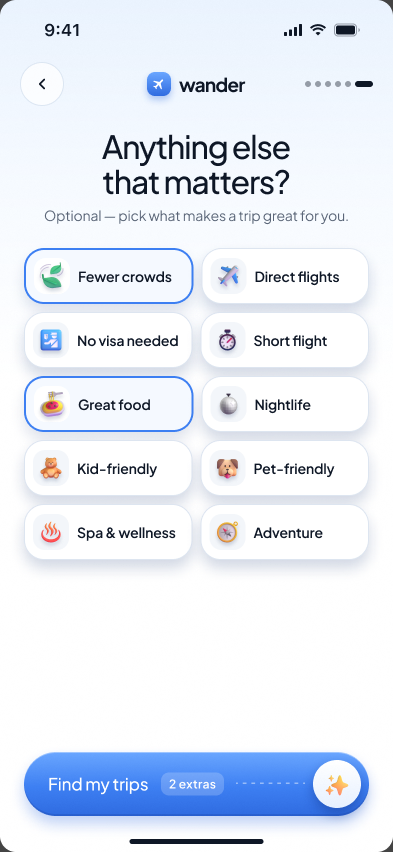 9:41
wander
Anything else
that matters?
Optional — pick what makes a trip great for you.
Fewer crowds
Direct flights
No visa needed
Short flight
Great food
Nightlife
Kid-friendly
Pet-friendly
Spa & wellness
Adventure
Find my trips 2 extras